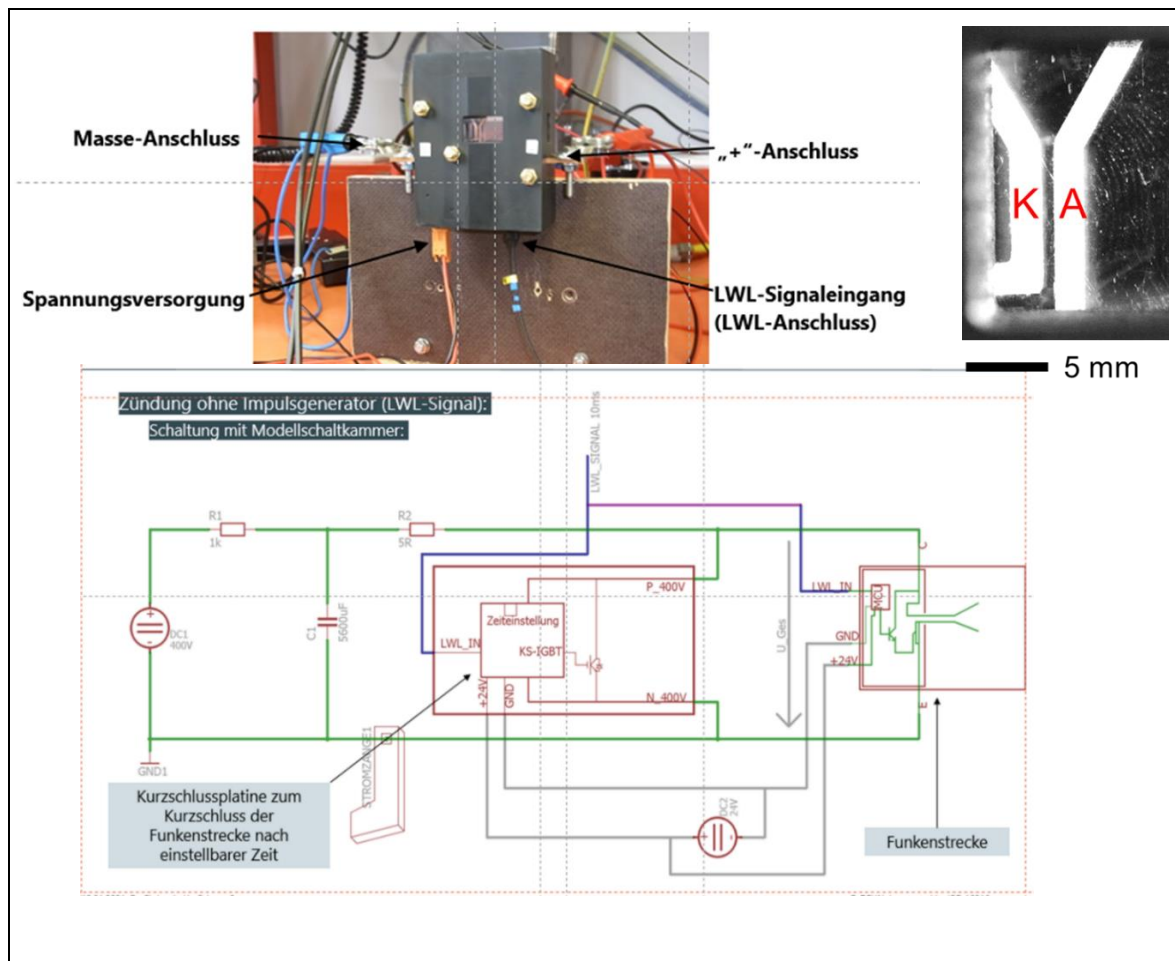 Masse-Anschluss
„+“-Anschluss
Spannungsversorgung
LWL-Signaleingang
(LWL-Anschluss)
K A
5 mm
Zündung ohne Impulsgenerator (LWL-Signal):
Schaltung mit Modellschaltkammer:
LWL_SIGNAL 10ms
R1
1k
R2
5R
C
P_400V
LWL_IN
MCU
Zeiteinstellung
DC1
400V
C1
5600uF
LWL_IN
KS-IGBT
U_Ges
GND
+24V
+24V
GND
N_400V
E
GND1
STROMZANGE1
Kurzschlussplatine zum
Kurzschluss der
Funkenstrecke nach
einstellbarer Zeit
DC2
24V
Funkenstrecke